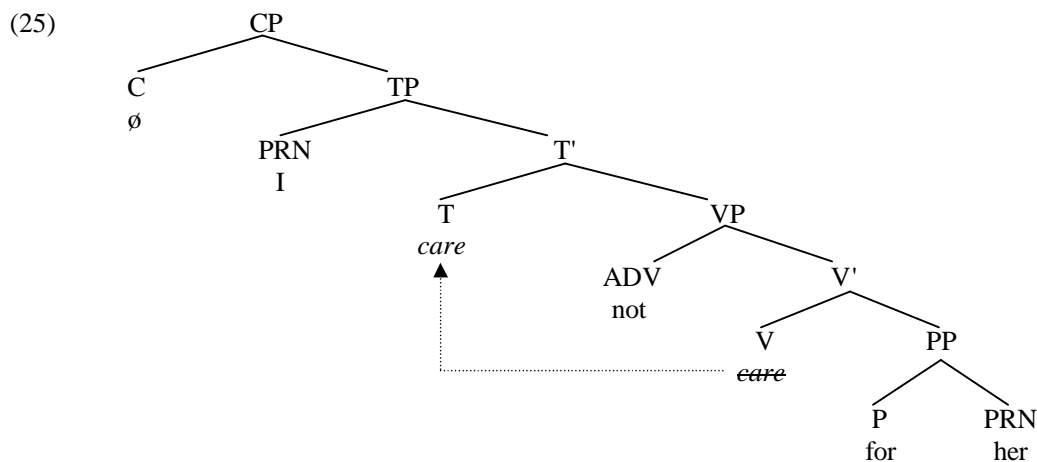 (25) CP
C TP
ø
PRN T'
I
T VP
care
ADV V'
not
V PP
care
P PRN
for her